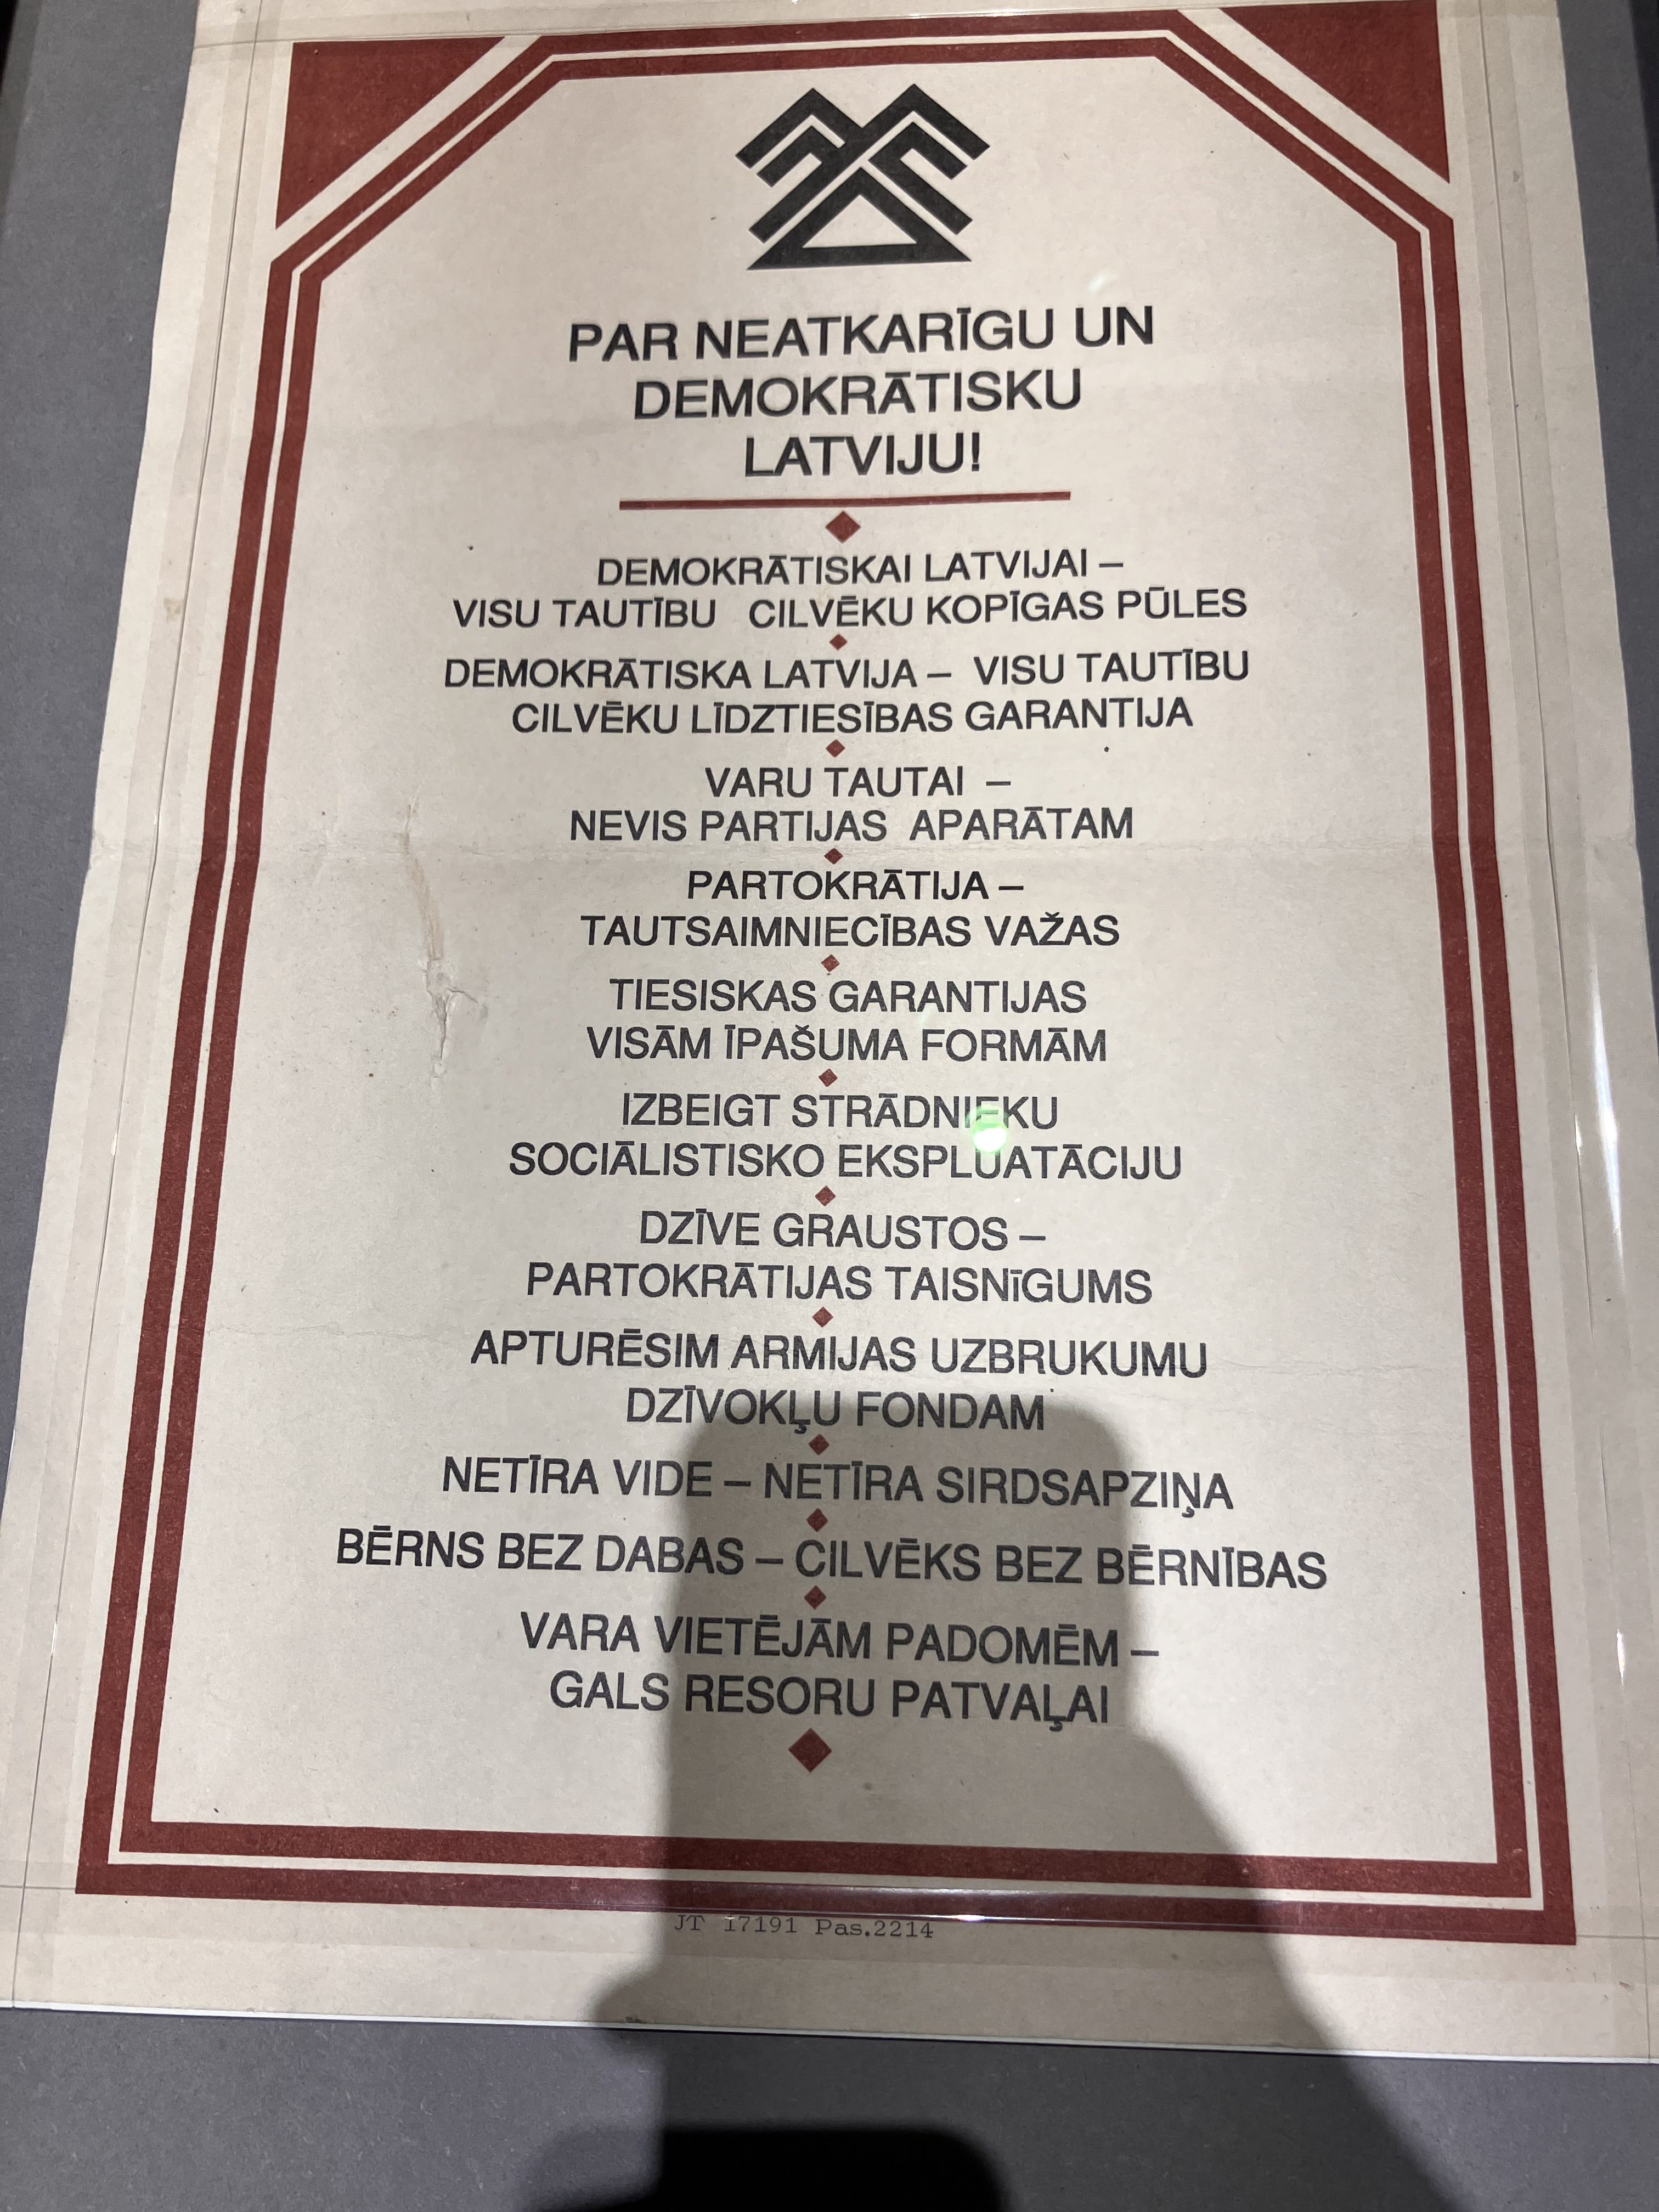 PAR NEATKARĪGU UN
DEMOKRĀTISKU
LATVIJU!
DEMOKRĀTISKAI LATVIJAI –
VISU TAUTĪBU CILVĒKU KOPĪGAS PŪLES
DEMOKRĀTISKA LATVIJA – VISU TAUTĪBU
CILVĒKU LĪDZTIESĪBAS GARANTIJA
VARU TAUTAI –
NEVIS PARTIJAS APARĀTAM
PARTOKRĀTIJA –
TAUTSAIMNIECĪBAS VAŽAS
TIESISKAS GARANTIJAS
VISĀM ĪPAŠUMA FORMĀM
IZBEIGT STRĀDNIEKU
SOCIĀLISTISKO EKSPLUATĀCIJU
DZĪVE GRAUSTOS –
PARTOKRĀTIJAS TAISNĪGUMS
APTURĒSIM ARMIJAS UZBRUKUMU
DZĪVOKĻU FONDAM
NETĪRA VIDE – NETĪRA SIRDSAPZIŅA
BĒRNS BEZ DABAS – CILVĒKS BEZ BĒRNĪBAS
VARA VIETĒJĀM PADOMĒM –
GALS RESORU PATVAĻAI
JT 17191 Pas.2214